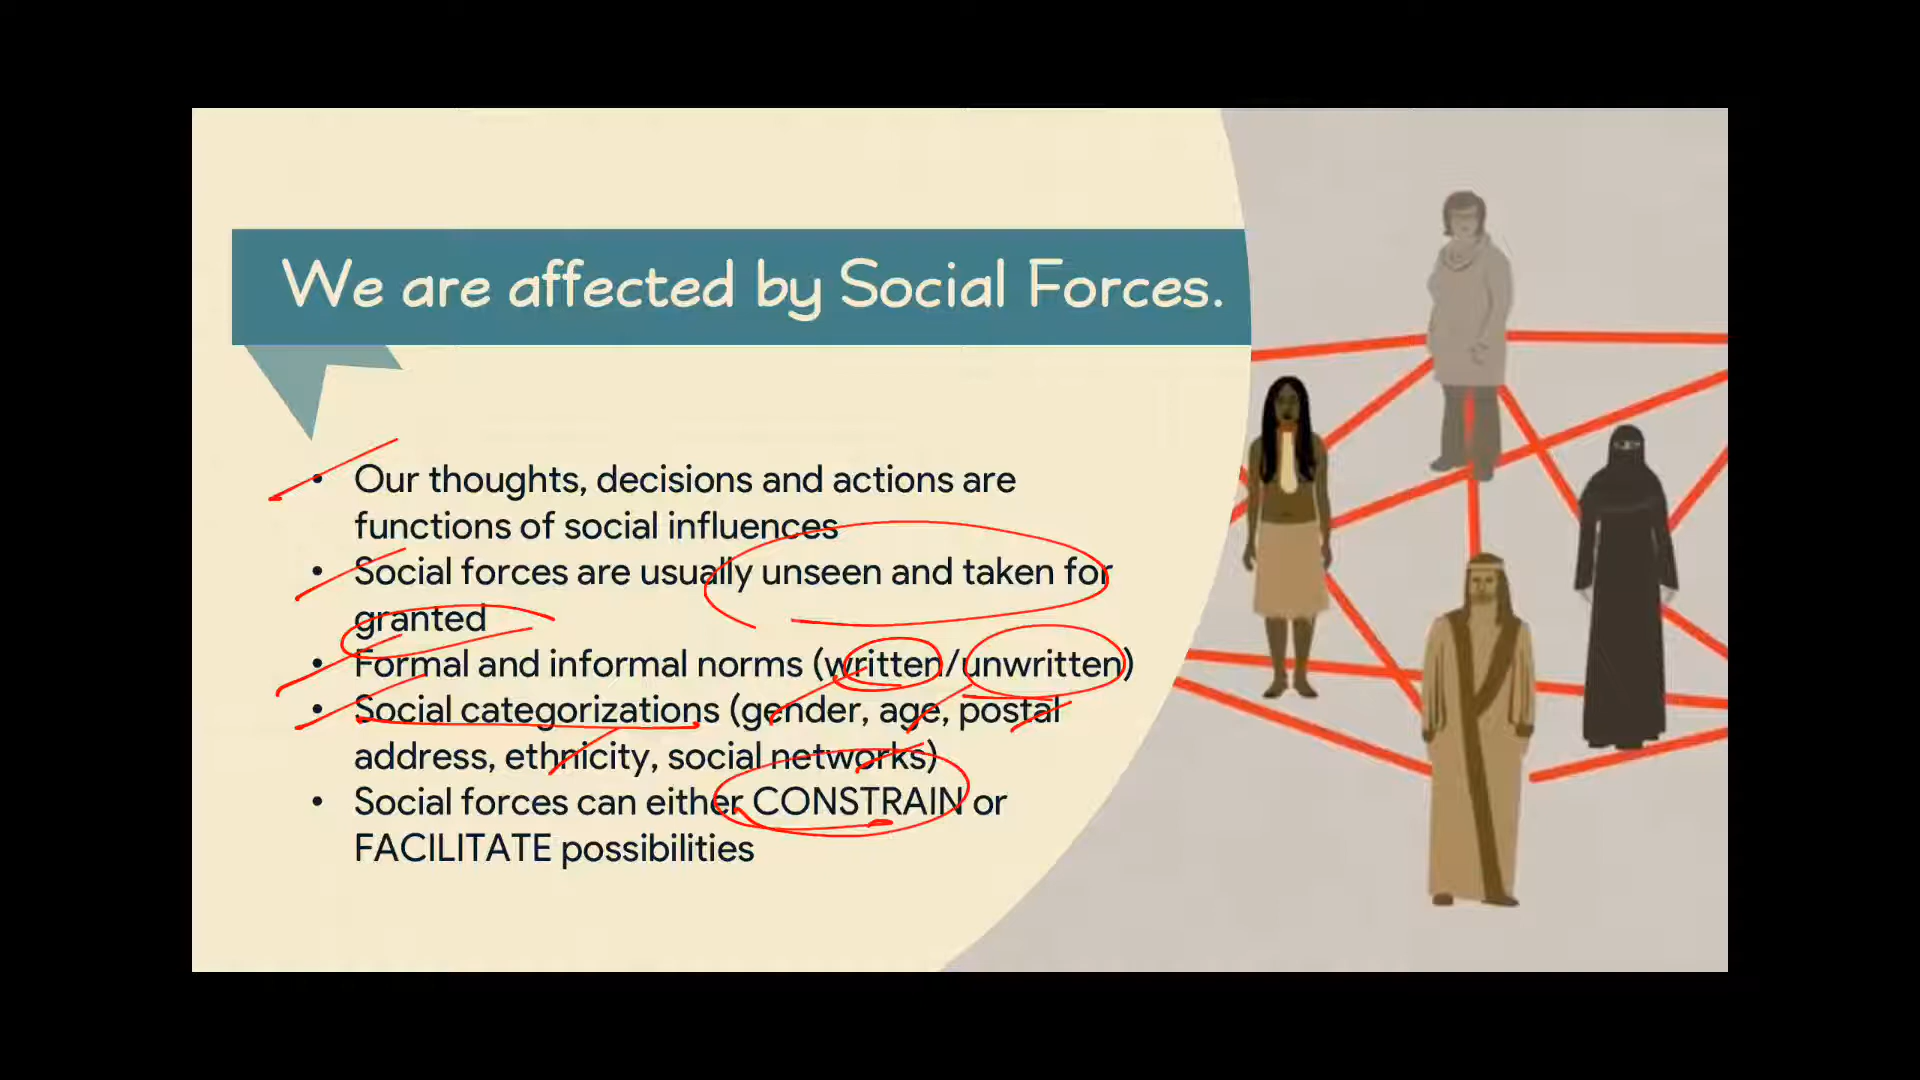 We are affected by Social Forces.
• Our thoughts, decisions and actions are
functions of social influences
• Social forces are usually unseen and taken for
granted
• Formal and informal norms (written/unwritten)
• Social categorizations (gender, age, postal
address, ethnicity, social networks)
• Social forces can either CONSTRAIN or
FACILITATE possibilities